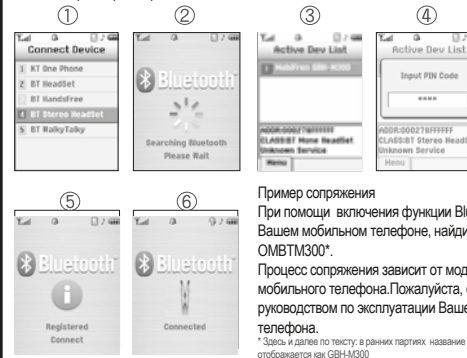 ① ② ③ ④
Connect Device
1 KT One Phone
2 BT HeadSet
BT HandsFree
4 BT Stereo HeadSet
5 BT WalkyTalky
Bluetooth
Searching Bluetooth
Please Wait
Active Dev List
1 MobiFren GBH-M300
ADDR:000278FFFFFF
CLASS:BT Mono HeadSet
Unknown Service
Menu
Active Dev List
Input PIN Code
****
ADDR:000278FFFFFF
CLASS:BT Stereo HeadS
Unknown Service
Menu
⑤ ⑥
Bluetooth
Registered
Connect
Bluetooth
Connected
Пример сопряжения
При помощи включения функции Blu
Вашем мобильном телефоне, найди
OMBTM300*.
Процесс сопряжения зависит от мод
мобильного телефона.Пожалуйста,
руководством по эксплуатации Ваше
телефона.
* Здесь и далее по тексту: в ранних партиях название
отображается как GBH-M300